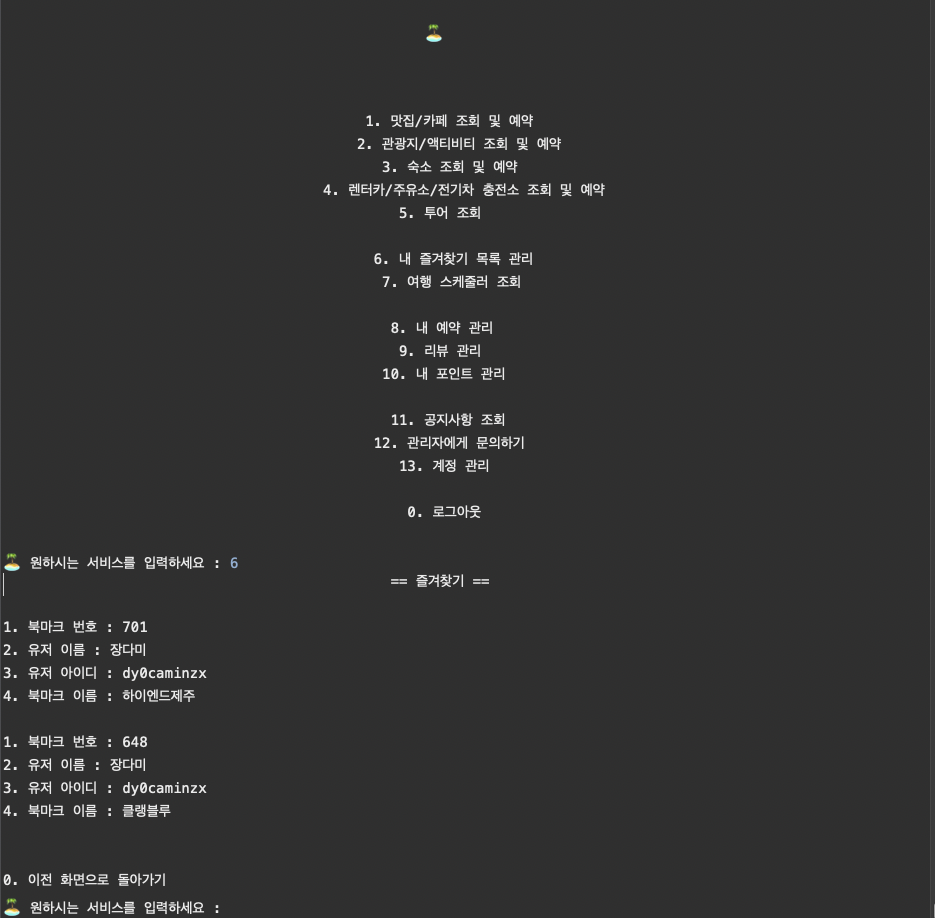 1. 맛집/카페 조회 및 예약
2. 관광지/액티비티 조회 및 예약
3. 숙소 조회 및 예약
4. 렌터카/주유소/전기차 충전소 조회 및 예약
5. 투어 조회
6. 내 즐겨찾기 목록 관리
7. 여행 스케줄러 조회
8. 내 예약 관리
9. 리뷰 관리
10. 내 포인트 관리
11. 공지사항 조회
12. 관리자에게 문의하기
13. 계정 관리
0. 로그아웃
🏝 원하시는 서비스를 입력하세요 : 6
== 즐겨찾기 ==
1. 북마크 번호 : 701
2. 유저 이름 : 장다미
3. 유저 아이디 : dy0caminzx
4. 북마크 이름 : 하이엔드제주
1. 북마크 번호 : 648
2. 유저 이름 : 장다미
3. 유저 아이디 : dy0caminzx
4. 북마크 이름 : 클랭블루
0. 이전 화면으로 돌아가기
🏝 원하시는 서비스를 입력하세요 :